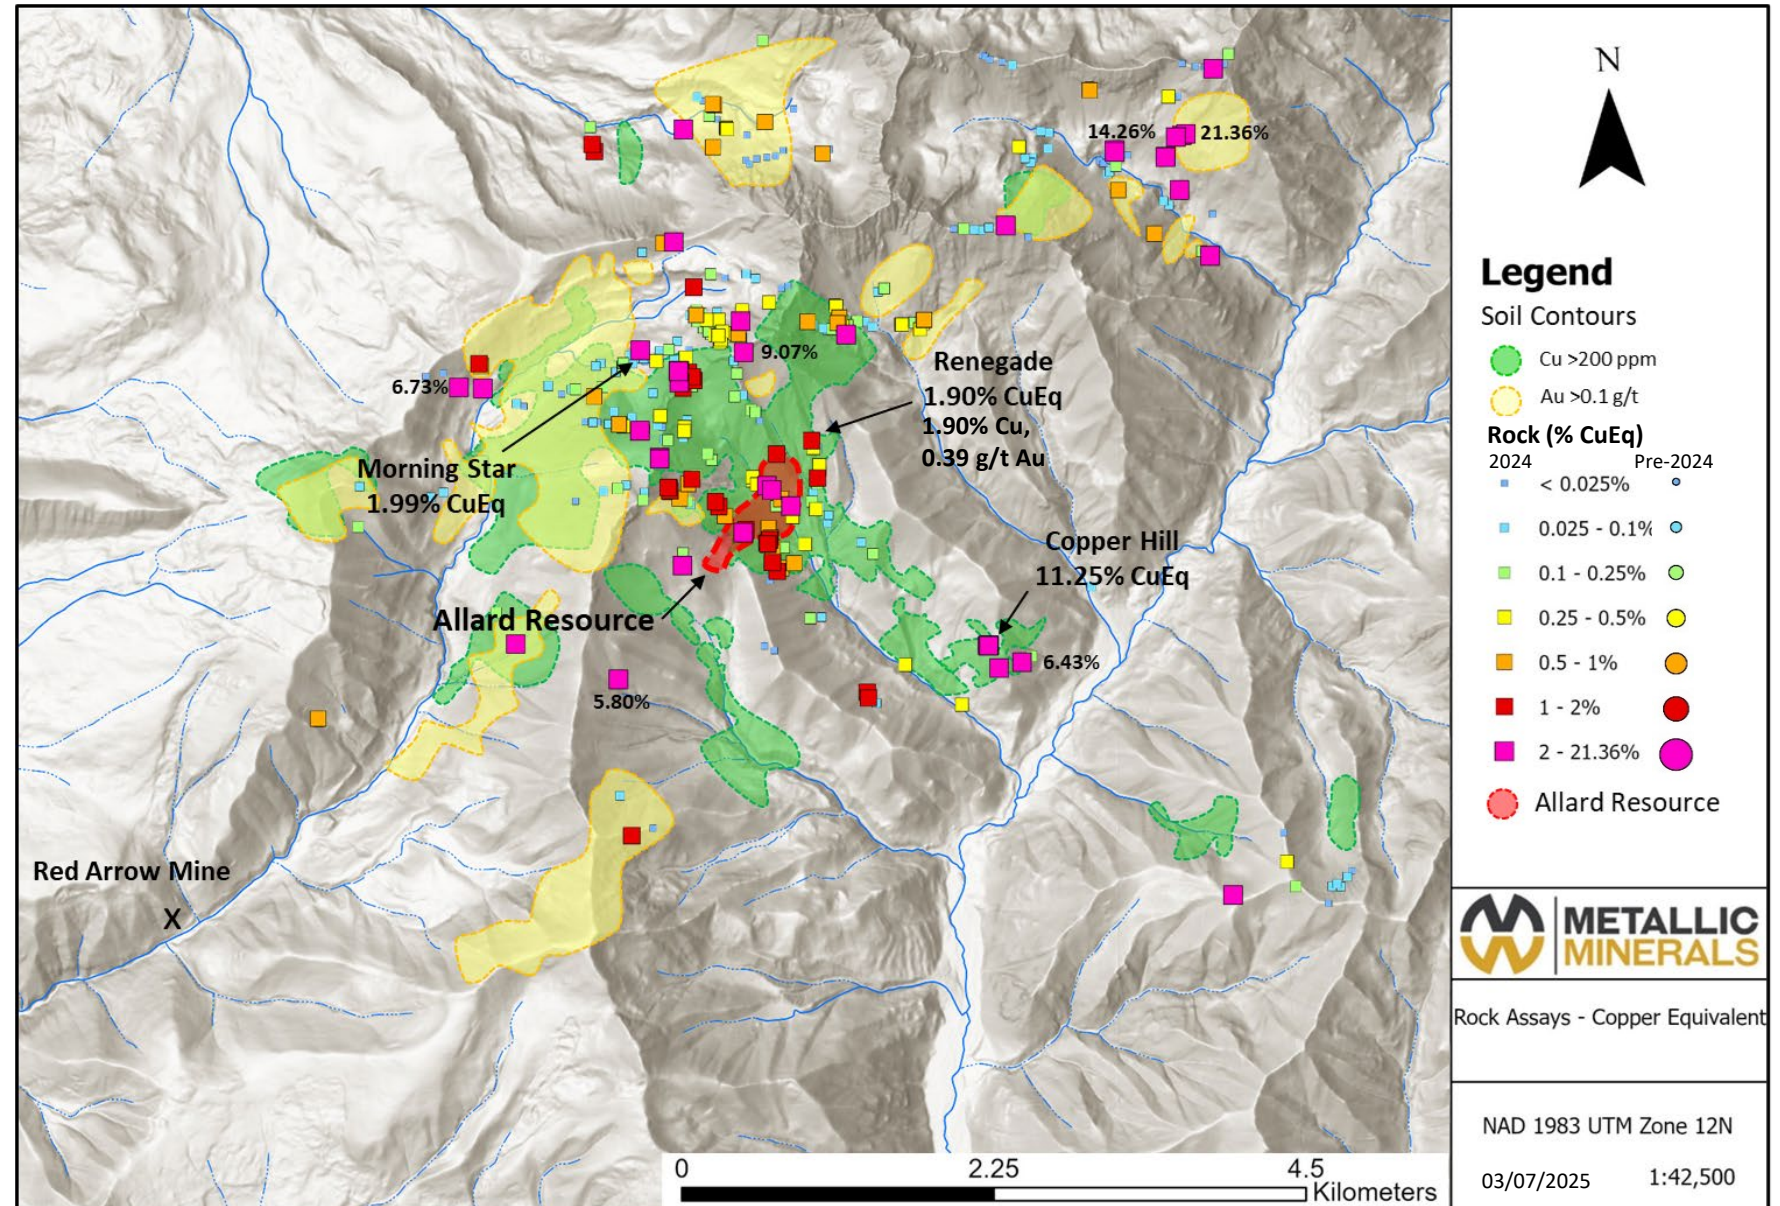 14.26%
21.36%
9.07%
6.73%
Renegade
1.90% CuEq
1.90% Cu,
0.39 g/t Au
Morning Star
1.99% CuEq
Copper Hill
11.25% CuEq
Allard Resource
6.43%
5.80%
Red Arrow Mine
X
0 2.25 4.5
Kilometers
N
Legend
Soil Contours
Cu >200 ppm
Au >0.1 g/t
Rock (% CuEq)
2024 Pre-2024
< 0.025%
0.025 - 0.1%
0.1 - 0.25%
0.25 - 0.5%
0.5 - 1%
1 - 2%
2 - 21.36%
Allard Resource
METALLIC
MINERALS
Rock Assays - Copper Equivalent
NAD 1983 UTM Zone 12N
03/07/2025 1:42,500